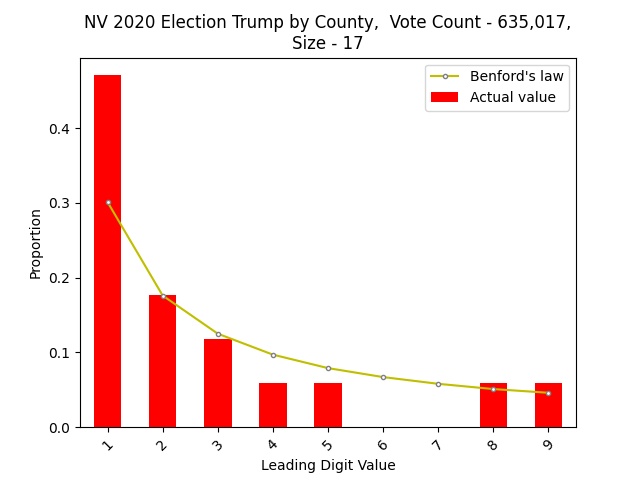 NV 2020 Election Trump by County,  Vote Count - 635,017,
Size - 17
Benford's law
Actual value
Proportion
0.4
0.3
0.2
0.1
0.0
1 2 3 4 5 6 7 8 9
Leading Digit Value